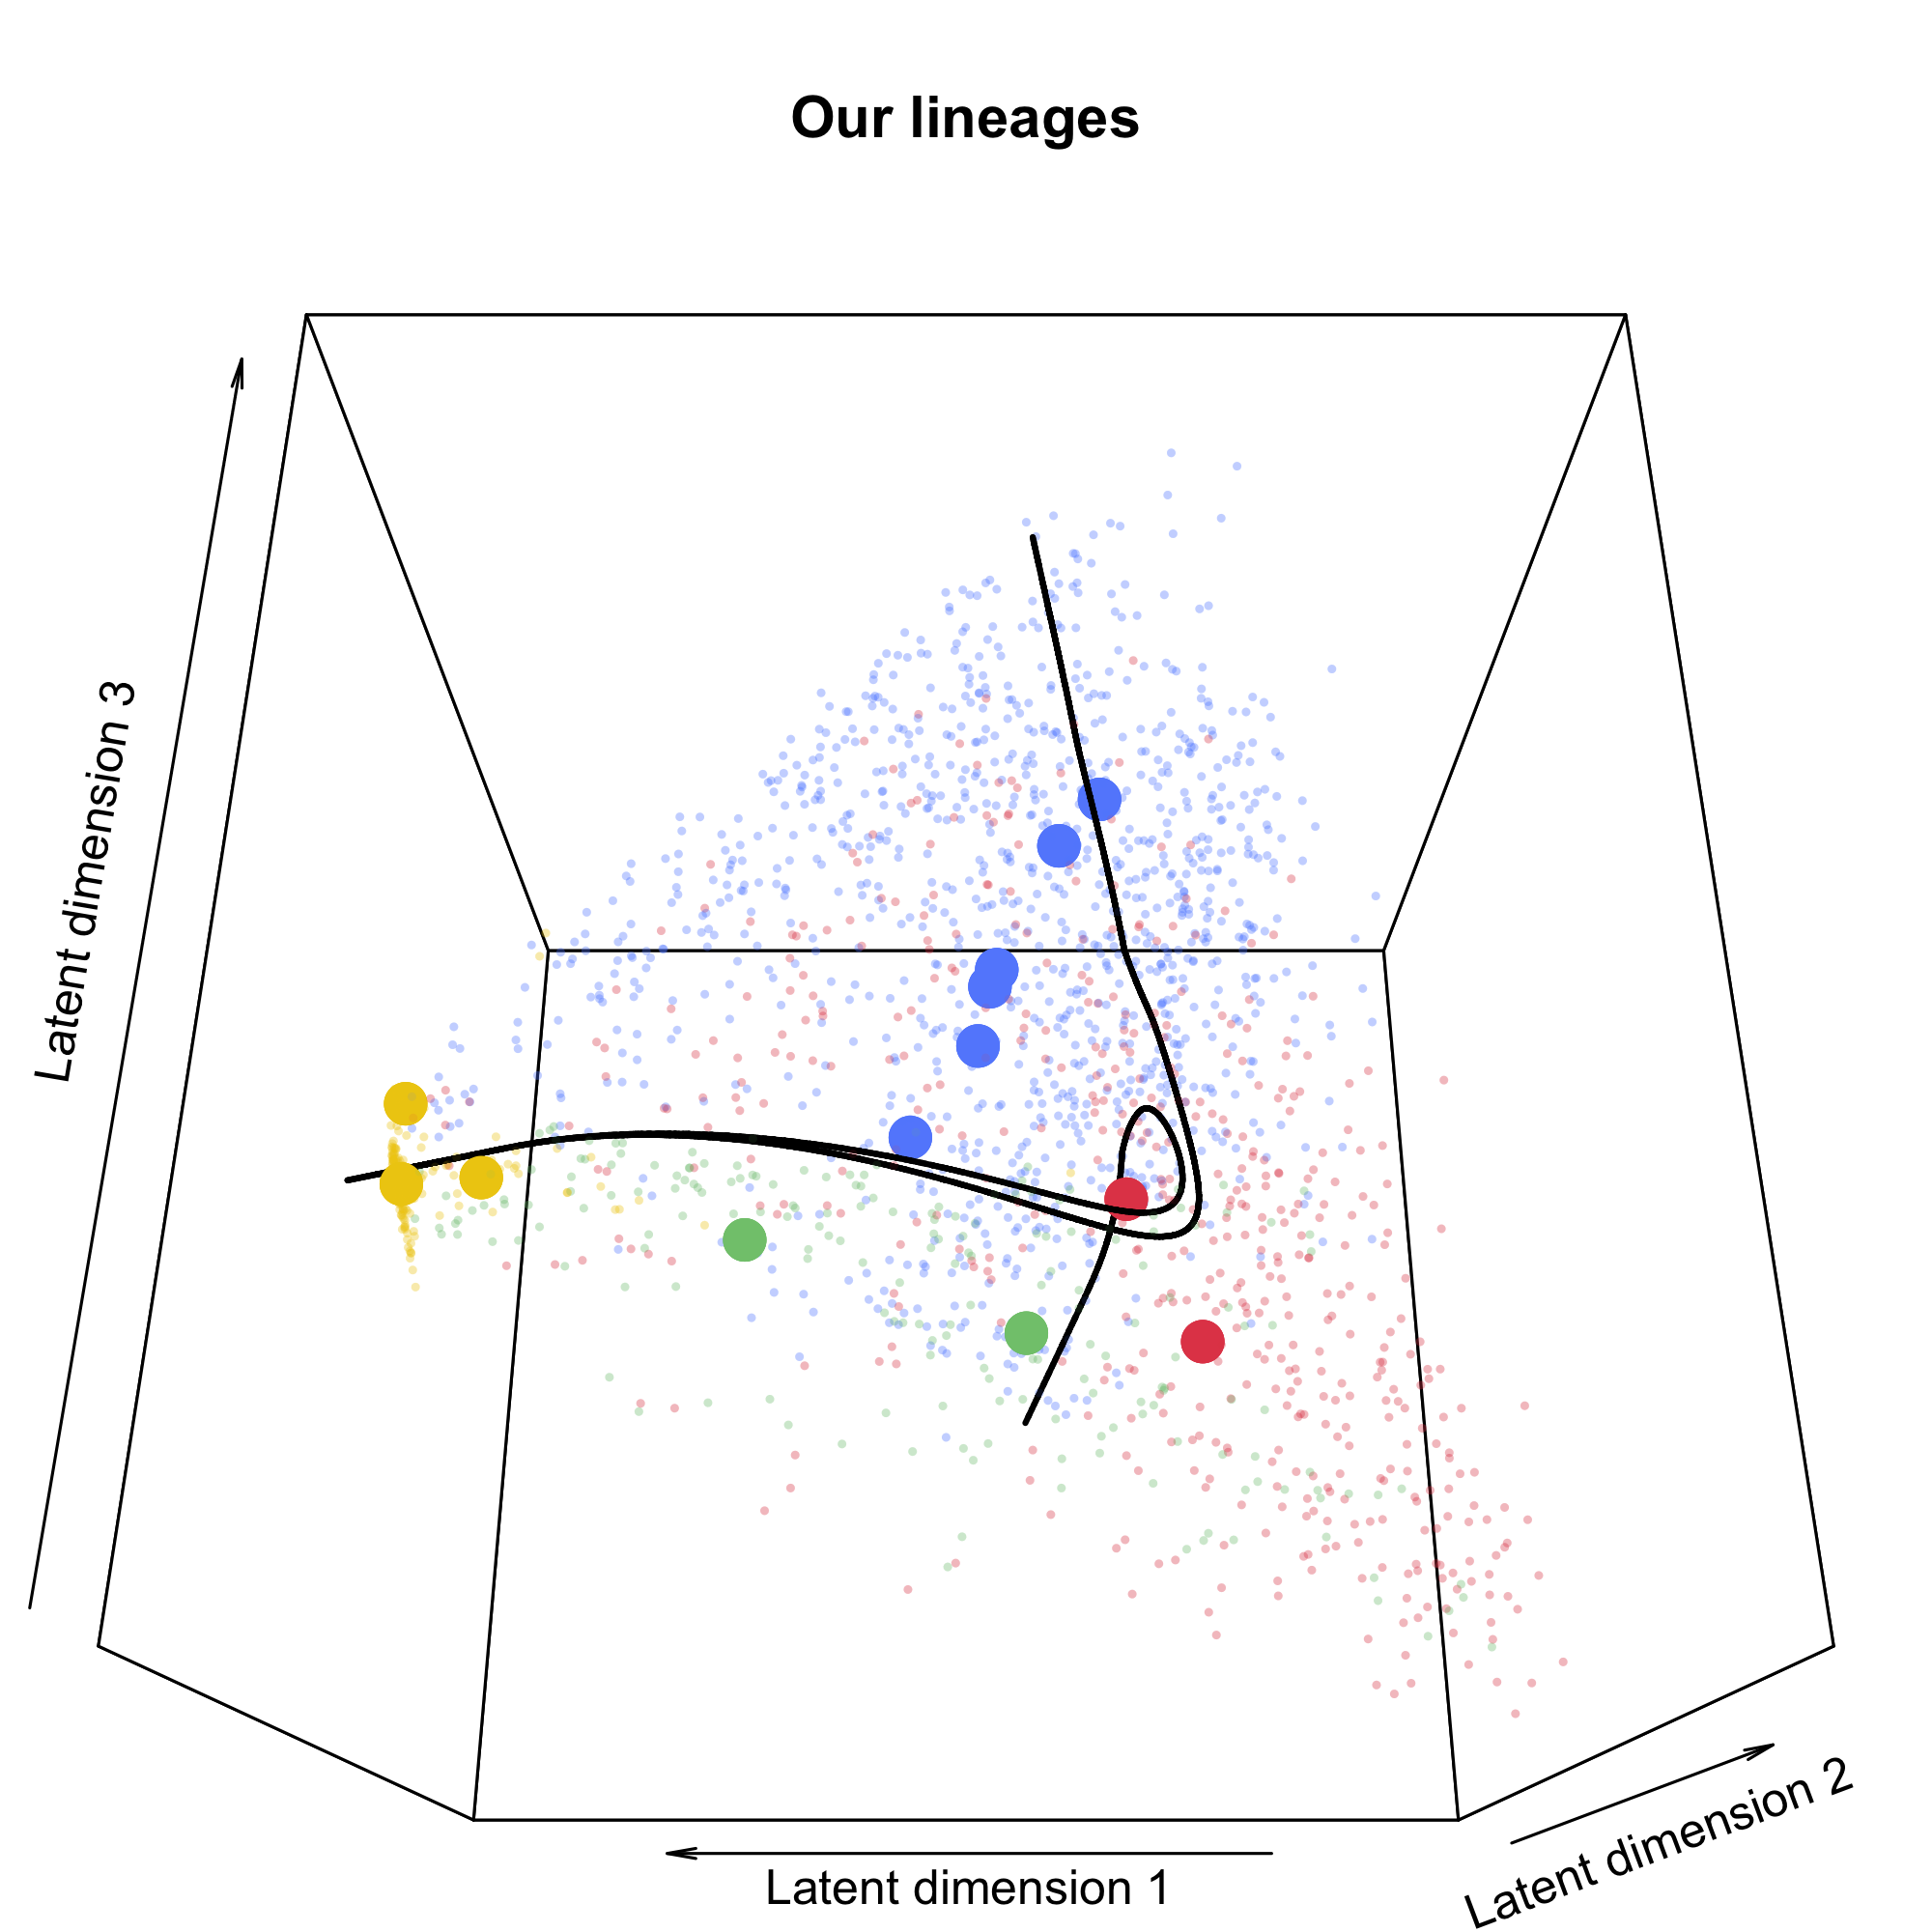 Our lineages
Latent dimension 3
Latent dimension 1
Latent dimension 2